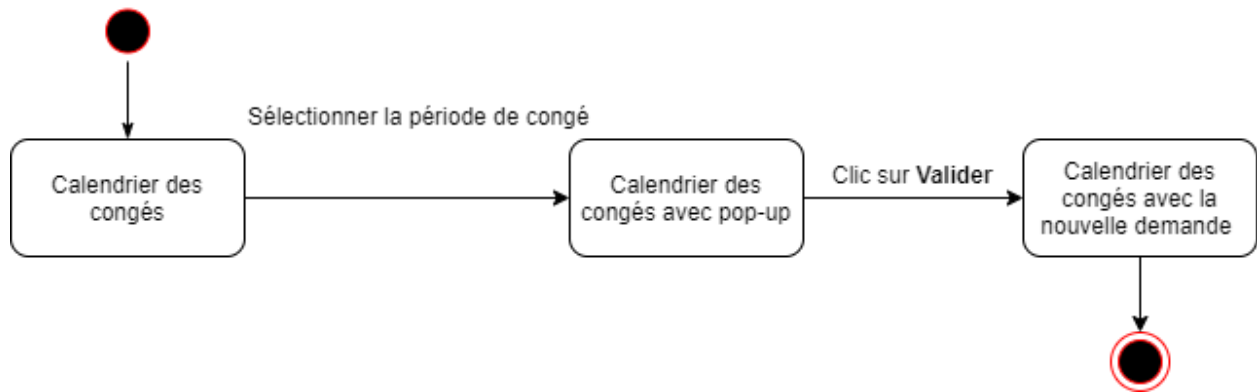 Sélectionner la période de congé
Calendrier des
congés
Calendrier des
congés avec pop-up
Clic sur Valider
Calendrier des
congés avec la
nouvelle demande